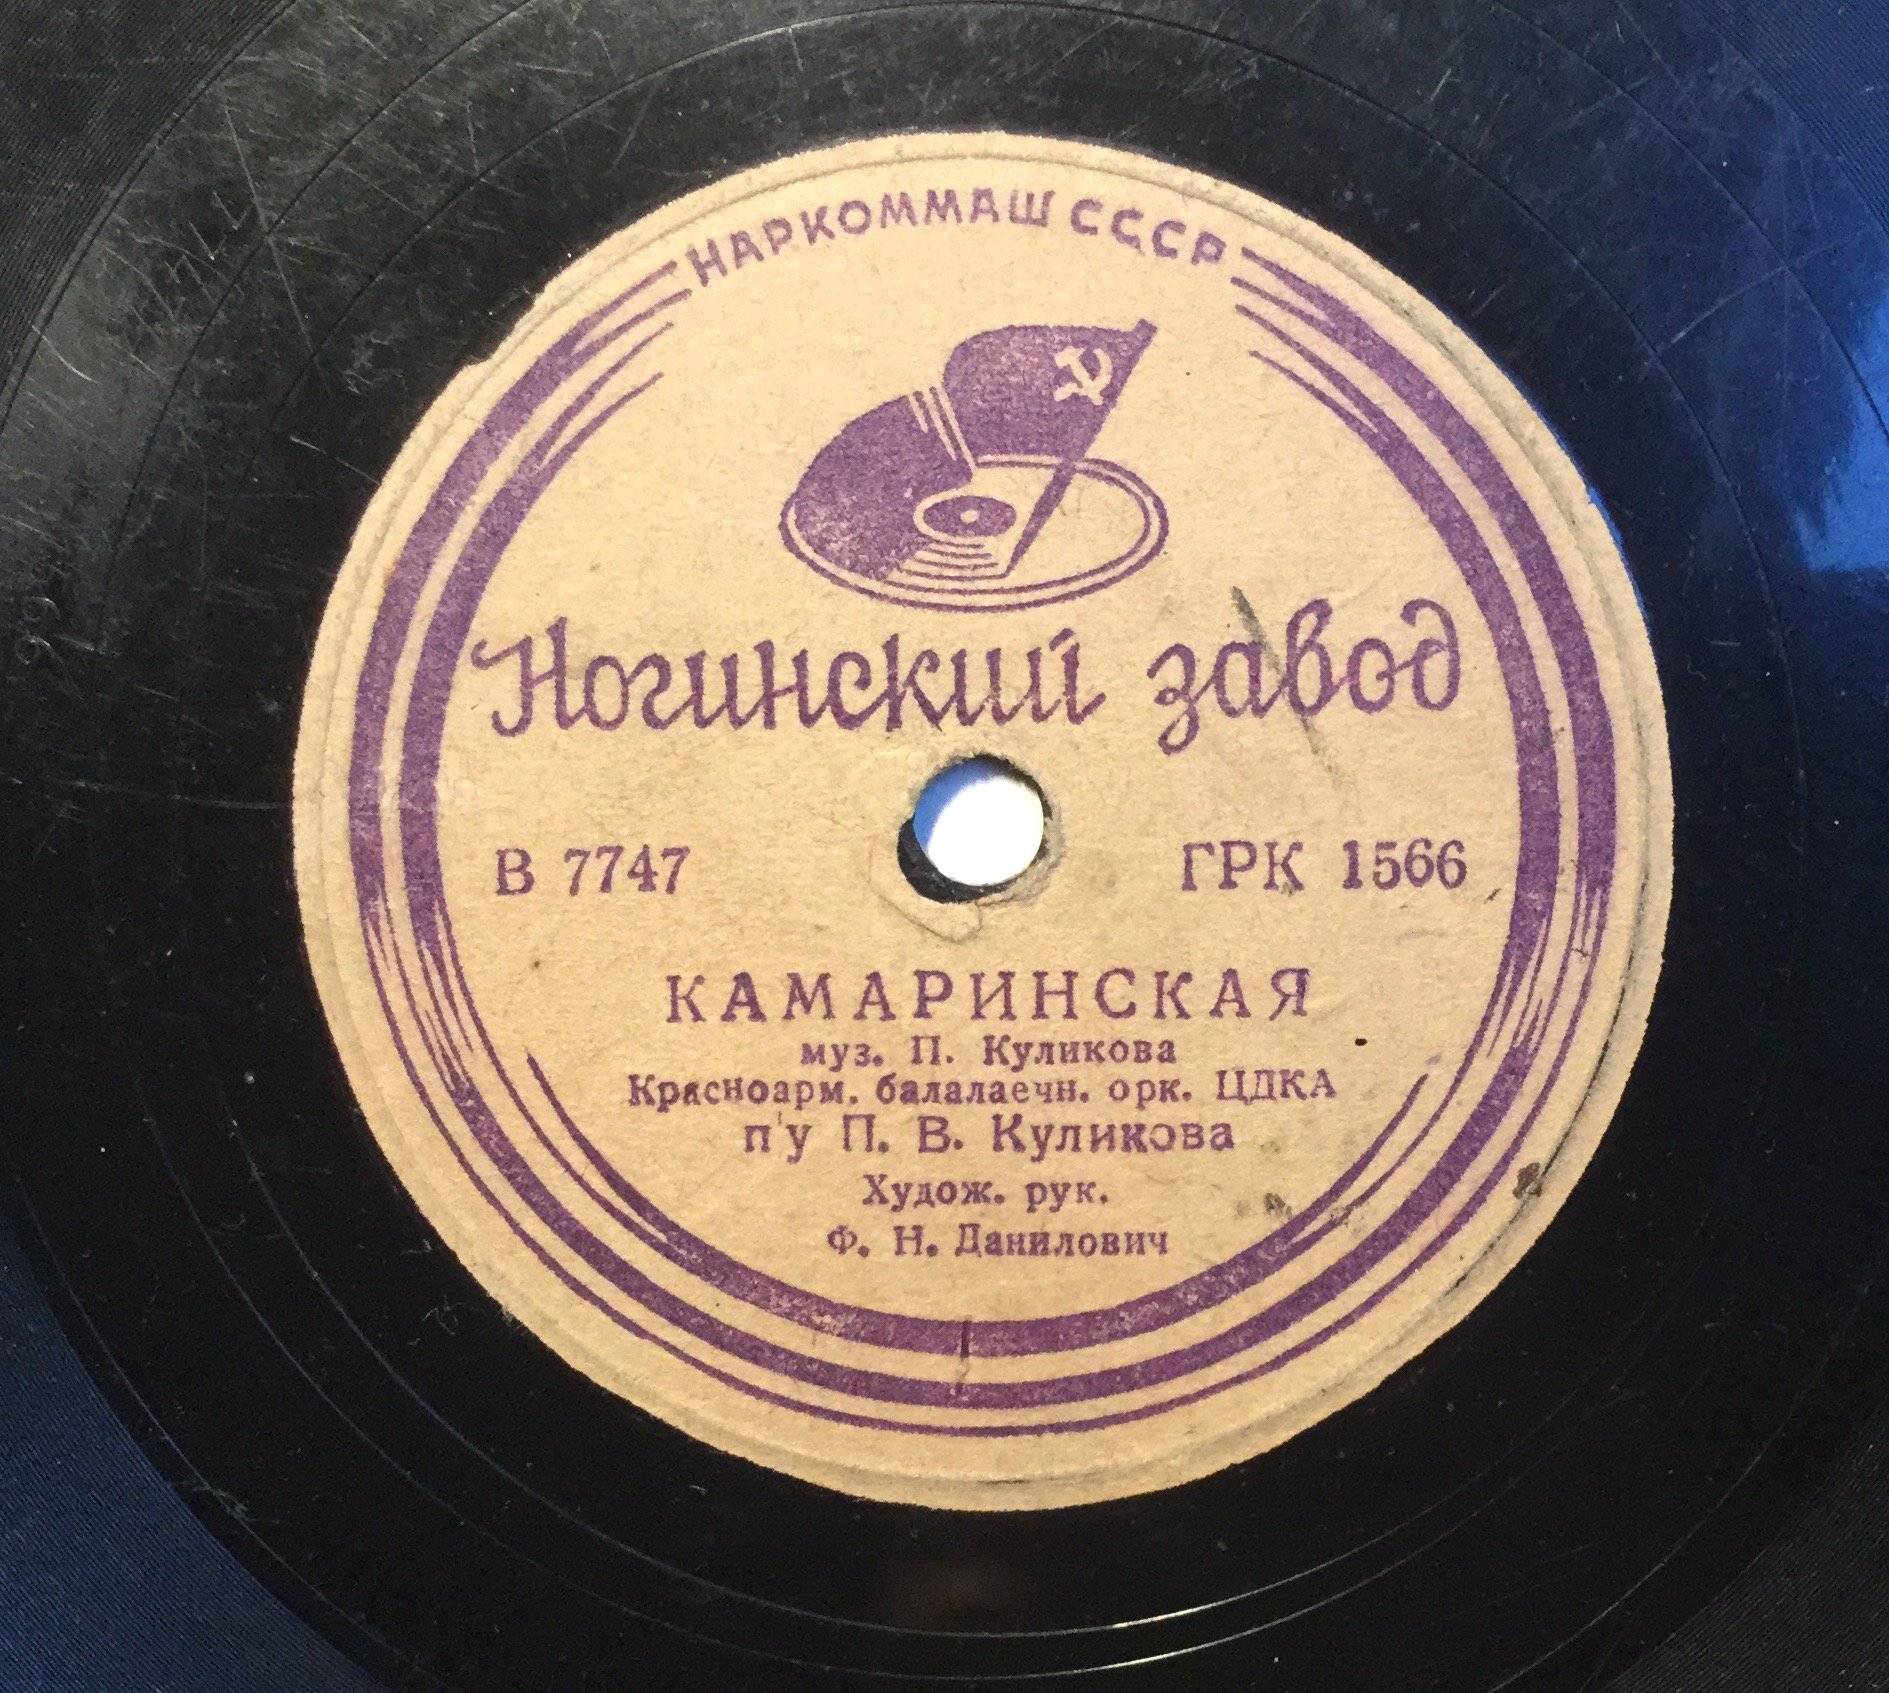 НАРКОММАШ СССР
Ногинский завод
В 7747 ГРК 1566
КАМАРИНСКАЯ
муз. П. Куликова
Красноарм. балалаечн. орк. ЦДКА
п/у П. В. Куликова
Худож. рук.
Ф. Н. Данилович